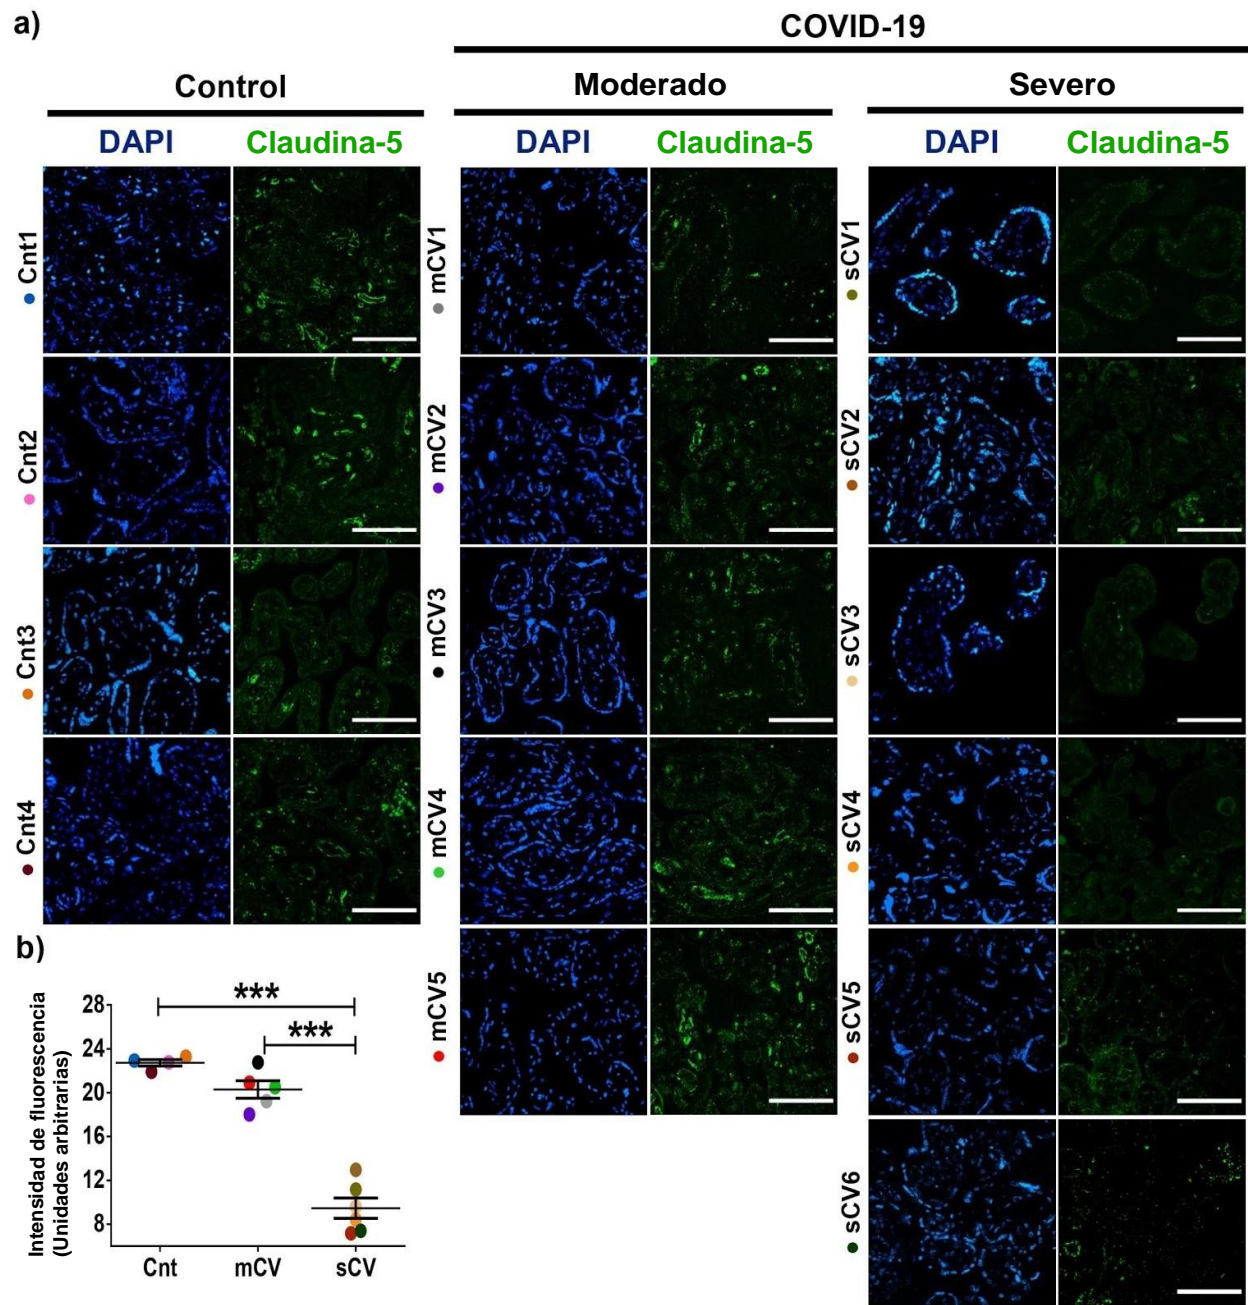 a)
COVID-19
Control
Moderado
Severo
DAPI
Claudina-5
DAPI
Claudina-5
DAPI
Claudina-5
Cnt1
Cnt2
Cnt3
Cnt4
mCV1
mCV2
mCV3
mCV4
mCV5
sCV1
sCV2
sCV3
sCV4
sCV5
sCV6
b)
Intensidad de fluorescencia
(Unidades arbitrarias)
28
24
20
16
12
8
***
***
Cnt
mCV
sCV